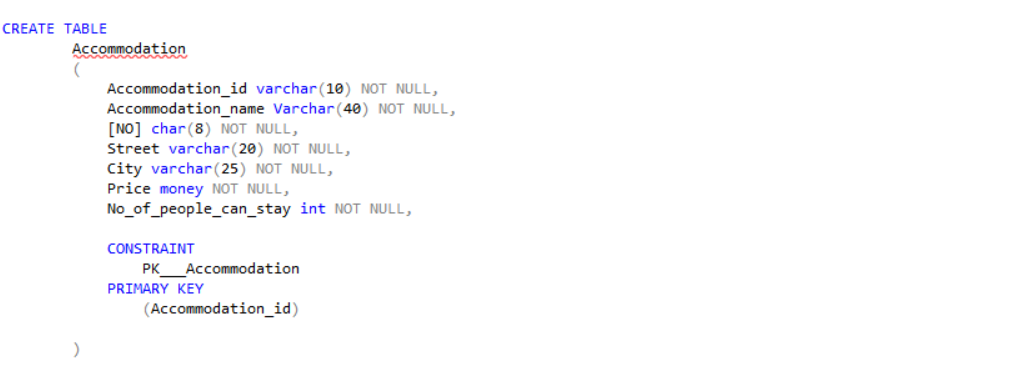 CREATE TABLE
Accommodation
(
Accommodation_id varchar(10) NOT NULL,
Accommodation_name Varchar(40) NOT NULL,
[NO] char(8) NOT NULL,
Street varchar(20) NOT NULL,
City varchar(25) NOT NULL,
Price money NOT NULL,
No_of_people_can_stay int NOT NULL,
CONSTRAINT
PK___Accommodation
PRIMARY KEY
(Accommodation_id)
)